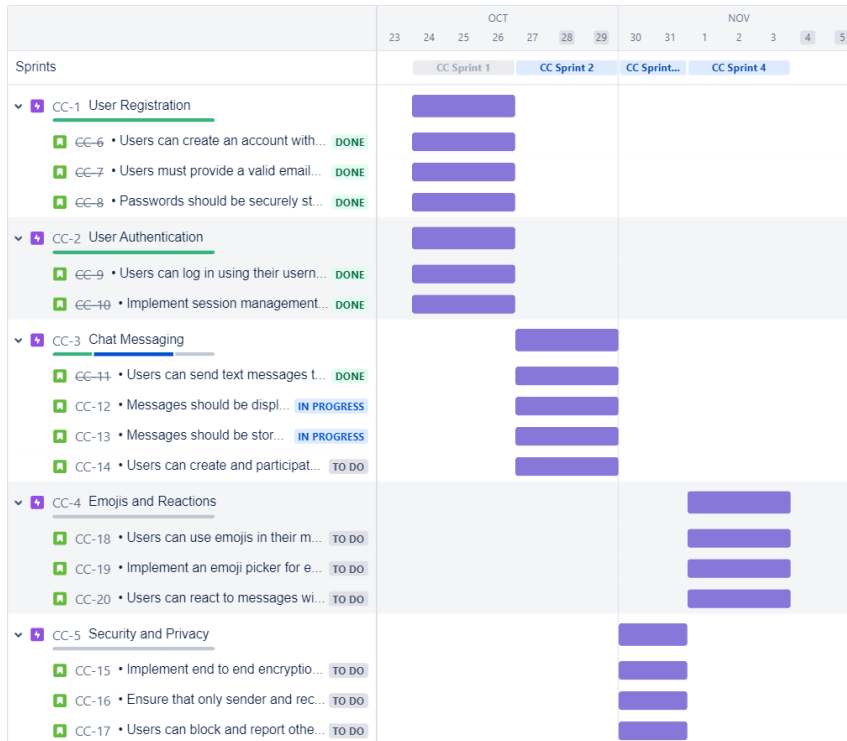 OCT NOV
23 24 25 26 27 28 29 30 31 1 2 3 4 5
Sprints CC Sprint 1 CC Sprint 2 CC Sprint... CC Sprint 4
CC-1 User Registration
CC-6 • Users can create an account with... DONE
CC-7 • Users must provide a valid email... DONE
CC-8 • Passwords should be securely st... DONE
CC-2 User Authentication
CC-9 • Users can log in using their usern... DONE
CC-10 • Implement session management... DONE
CC-3 Chat Messaging
CC-11 • Users can send text messages t... DONE
CC-12 • Messages should be displ... IN PROGRESS
CC-13 • Messages should be stor... IN PROGRESS
CC-14 • Users can create and participat... TO DO
CC-4 Emojis and Reactions
CC-18 • Users can use emojis in their m... TO DO
CC-19 • Implement an emoji picker for e... TO DO
CC-20 • Users can react to messages wi... TO DO
CC-5 Security and Privacy
CC-15 • Implement end to end encryptio... TO DO
CC-16 • Ensure that only sender and rec... TO DO
CC-17 • Users can block and report othe... TO DO